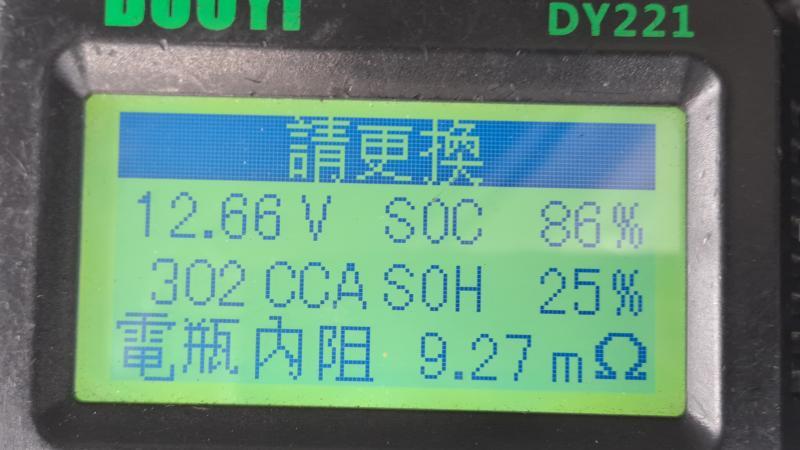 DUOYI
DY221
請更換
12.66 V SOC 86%
302 CCA SOH 25%
電瓶內阻 9.27 mΩ